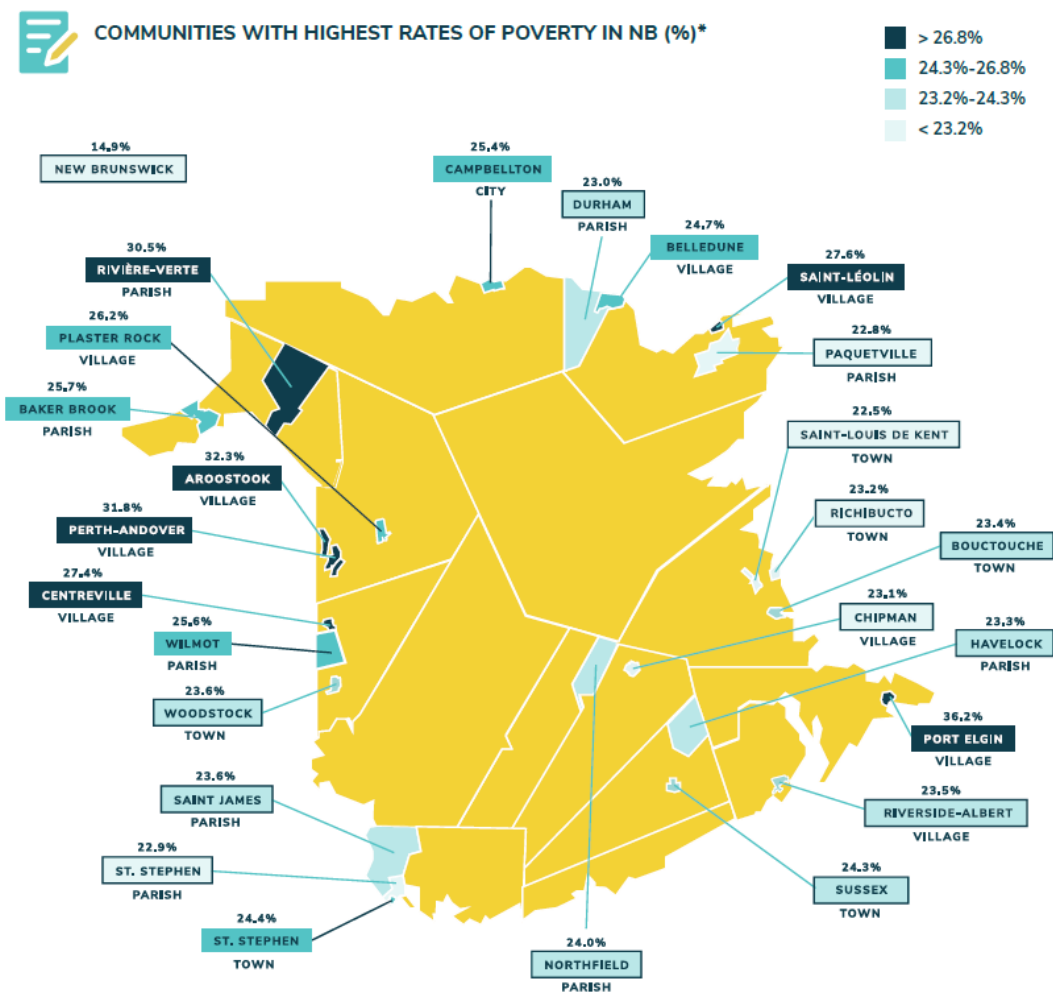 COMMUNITIES WITH HIGHEST RATES OF POVERTY IN NB (%)*
> 26.8%
24.3%-26.8%
23.2%-24.3%
< 23.2%
14.9%
NEW BRUNSWICK
25.4%
CAMPBELLTON
CITY
23.0%
DURHAM
PARISH
24.7%
BELLEDUNE
VILLAGE
30.5%
RIVIÈRE-VERTE
PARISH
27.6%
SAINT-LÉOLIN
VILLAGE
26.2%
PLASTER ROCK
VILLAGE
22.8%
PAQUETVILLE
PARISH
25.7%
BAKER BROOK
PARISH
22.5%
SAINT-LOUIS DE KENT
TOWN
32.3%
AROOSTOOK
VILLAGE
23.2%
RICHIBUCTO
TOWN
31.8%
PERTH-ANDOVER
VILLAGE
23.4%
BOUCTOUCHE
TOWN
27.4%
CENTREVILLE
VILLAGE
23.1%
CHIPMAN
VILLAGE
25.6%
WILMOT
PARISH
23.3%
HAVELOCK
PARISH
23.6%
WOODSTOCK
TOWN
36.2%
PORT ELGIN
VILLAGE
23.6%
SAINT JAMES
PARISH
23.5%
RIVERSIDE-ALBERT
VILLAGE
22.9%
ST. STEPHEN
PARISH
24.3%
SUSSEX
TOWN
24.4%
ST. STEPHEN
TOWN
24.0%
NORTHFIELD
PARISH